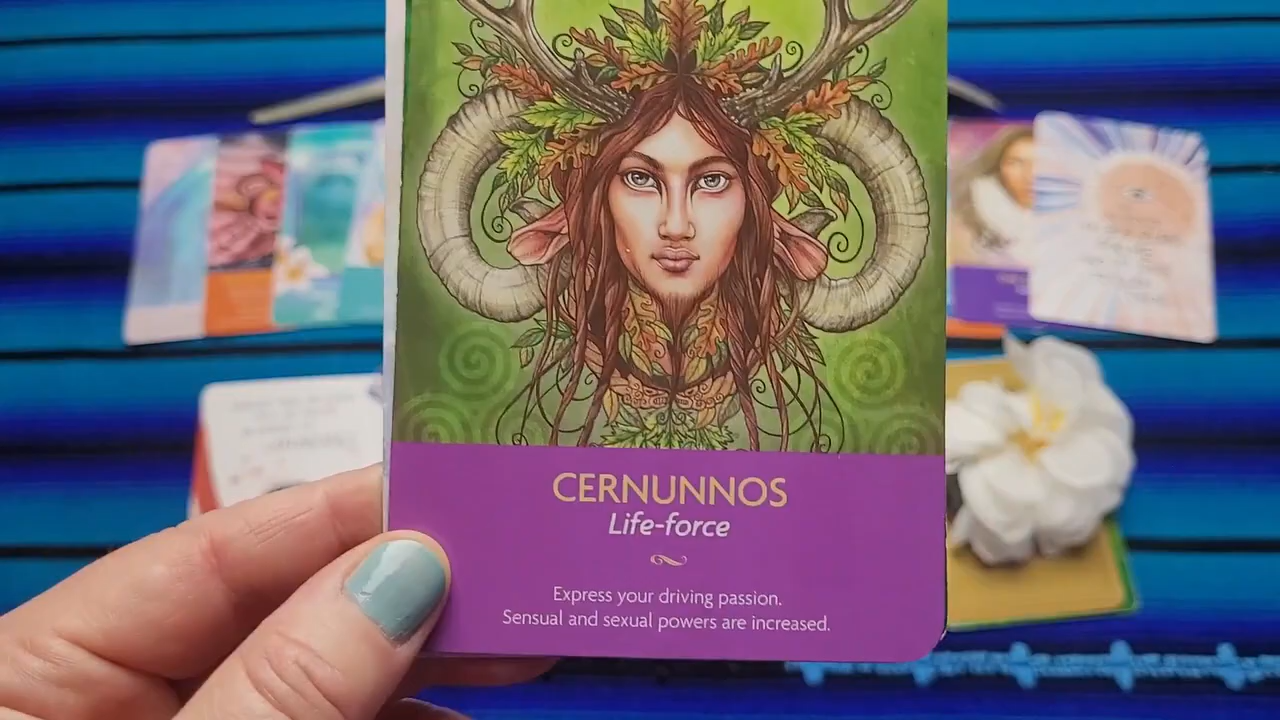 CERNUNNOS
Life-force
Express your driving passion.
Sensual and sexual powers are increased.